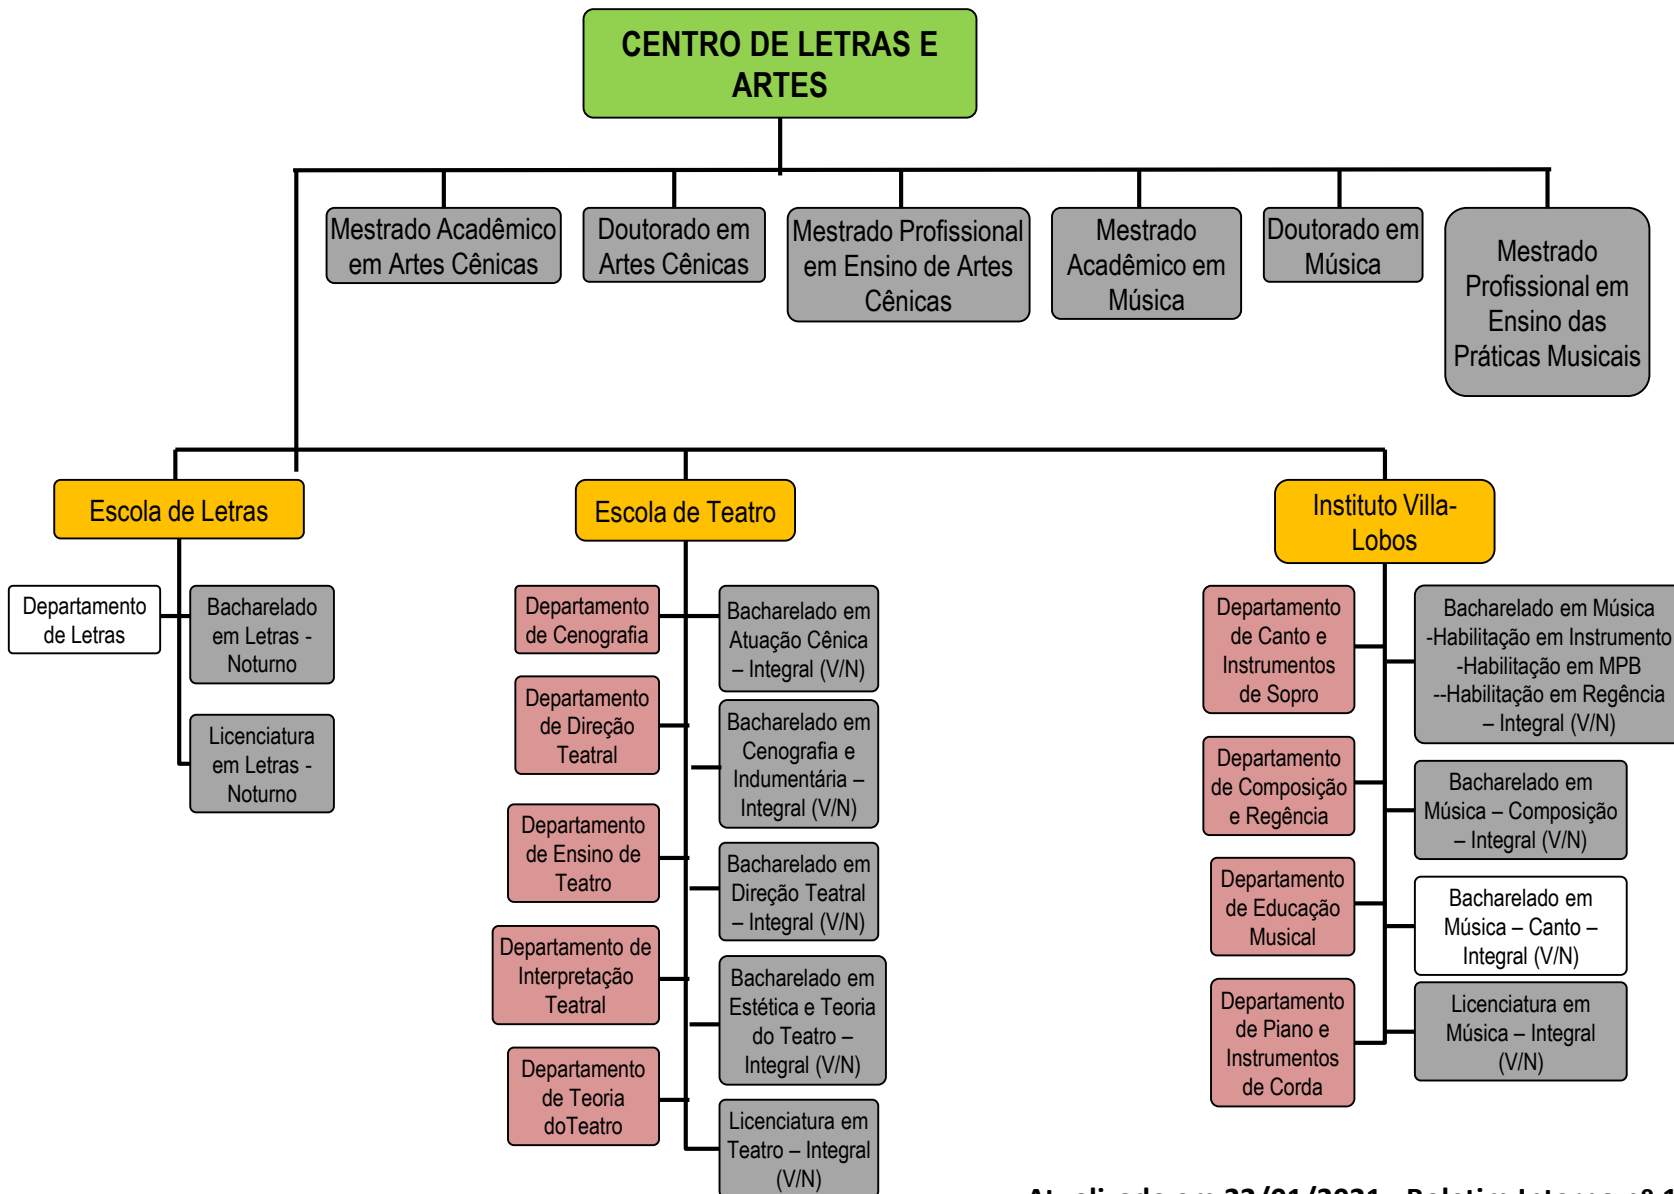 CENTRO DE LETRAS E
ARTES
Mestrado Acadêmico
em Artes Cênicas
Doutorado em
Artes Cênicas
Mestrado Profissional
em Ensino de Artes
Cênicas
Mestrado
Acadêmico em
Música
Doutorado em
Música
Mestrado
Profissional em
Ensino das
Práticas Musicais
Escola de Letras
Departamento
de Letras
Bacharelado
em Letras -
Noturno
Licenciatura
em Letras -
Noturno
Escola de Teatro
Departamento
de Cenografia
Departamento
de Direção
Teatral
Departamento
de Ensino de
Teatro
Departamento de
Interpretação
Teatral
Departamento
de Teoria
doTeatro
Bacharelado em
Atuação Cênica
– Integral (V/N)
Bacharelado em
Cenografia e
Indumentária –
Integral (V/N)
Bacharelado em
Direção Teatral
– Integral (V/N)
Bacharelado em
Estética e Teoria
do Teatro –
Integral (V/N)
Licenciatura em
Teatro – Integral
(V/N)
Instituto Villa-
Lobos
Departamento
de Canto e
Instrumentos
de Sopro
Departamento
de Composição
e Regência
Departamento
de Educação
Musical
Departamento
de Piano e
Instrumentos
de Corda
Bacharelado em Música
-Habilitação em Instrumento
-Habilitação em MPB
--Habilitação em Regência
– Integral (V/N)
Bacharelado em
Música – Composição
– Integral (V/N)
Bacharelado em
Música – Canto –
Integral (V/N)
Licenciatura em
Música – Integral
(V/N)